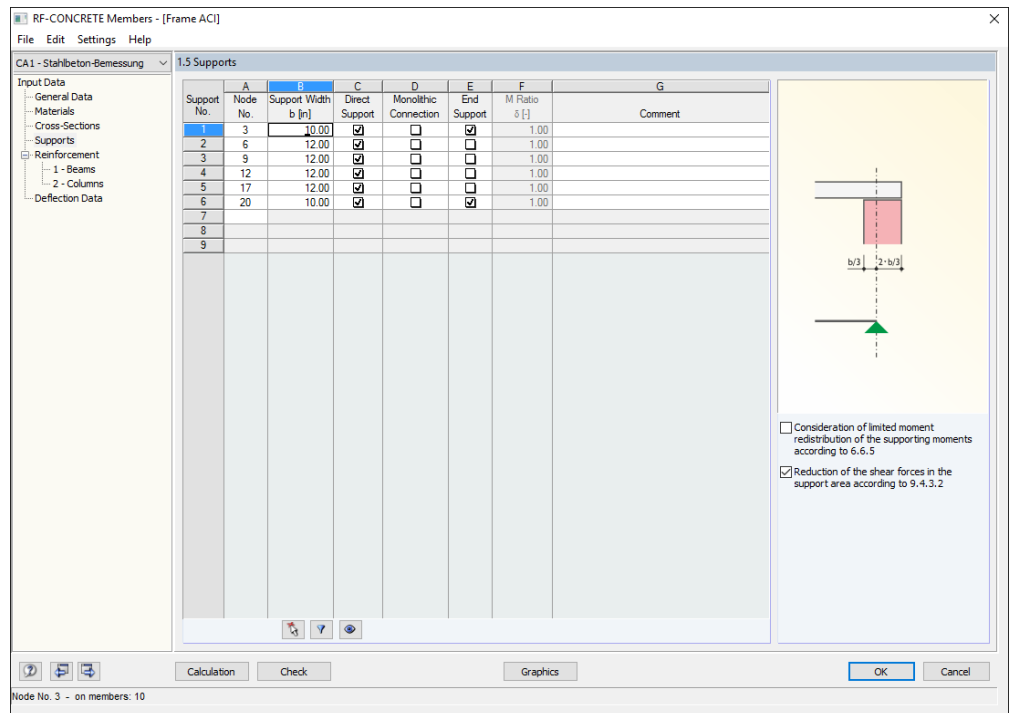 RF-CONCRETE Members - [Frame ACI]
File Edit Settings Help
CA1 - Stahlbeton-Bemessung
1.5 Supports
Input Data
General Data
Materials
Cross-Sections
Supports
Reinforcement
1 - Beams
2 - Columns
Deflection Data
A B C D E F G
Support Node Support Width Direct Monolithic End M Ratio
No. No. b [in] Support Connection Support δ [-] Comment
1 3 10.00 1.00
2 6 12.00 1.00
3 9 12.00 1.00
4 12 12.00 1.00
5 17 12.00 1.00
6 20 10.00 1.00
7
8
9
b/3 2·b/3
Consideration of limited moment
redistribution of the supporting moments
according to 6.6.5
Reduction of the shear forces in the
support area according to 9.4.3.2
Calculation Check Graphics OK Cancel
Node No. 3 - on members: 10